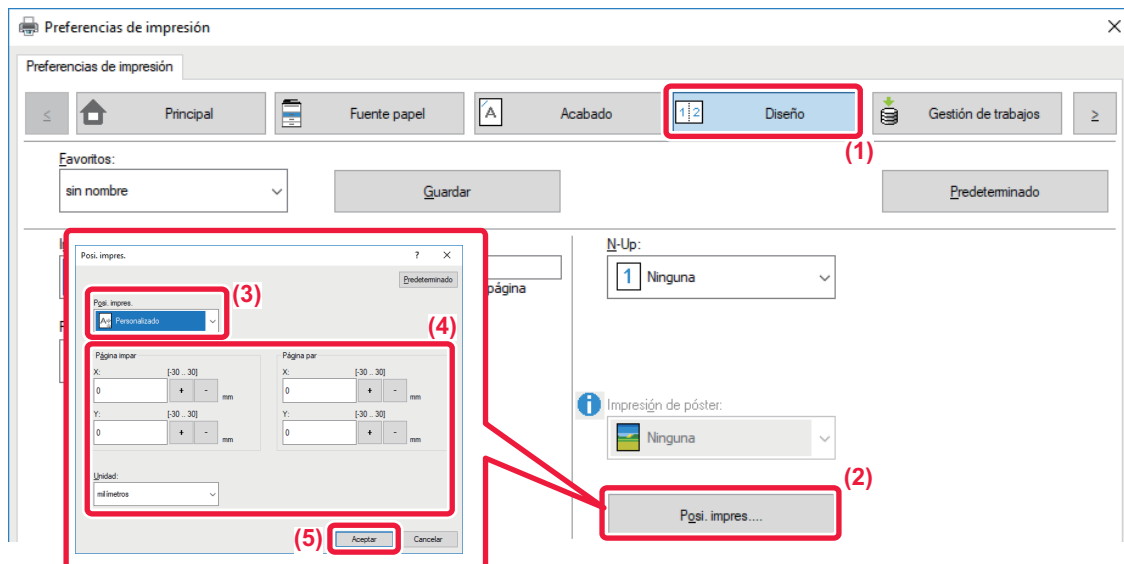 Preferencias de impresión
Preferencias de impresión
≤
Principal
Fuente papel
A
Acabado
1 2
Diseño
Gestión de trabajos
≥
(1)
Favoritos:
sin nombre
Guardar
Predeterminado
Posi. impres.
?
Predeterminado
página
(3)
Posi. impres.
Personalizado
(4)
Página impar
X: [-30 .. 30]
0 + - mm
Y: [-30 .. 30]
0 + - mm
Página par
X: [-30 .. 30]
0 + - mm
Y: [-30 .. 30]
0 + - mm
Unidad:
milímetros
(5)
Aceptar
Cancelar
N-Up:
1 Ninguna
i Impresión de póster:
Ninguna
(2)
Posi. impres....